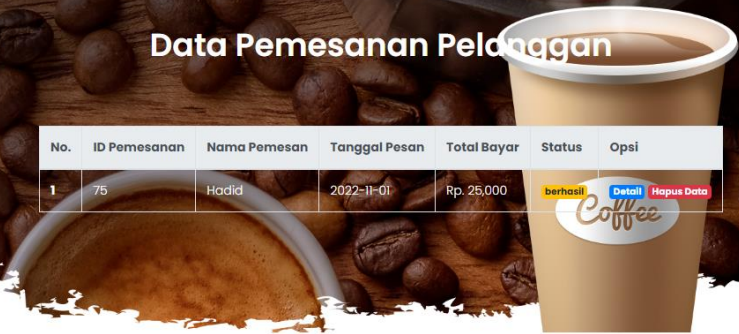 Data Pemesanan Pelanggan
No. ID Pemesanan Nama Pemesan Tanggal Pesan Total Bayar Status Opsi
1 75 Hadid 2022-11-01 Rp. 25,000 berhasil Detail Hapus Data
Coffee